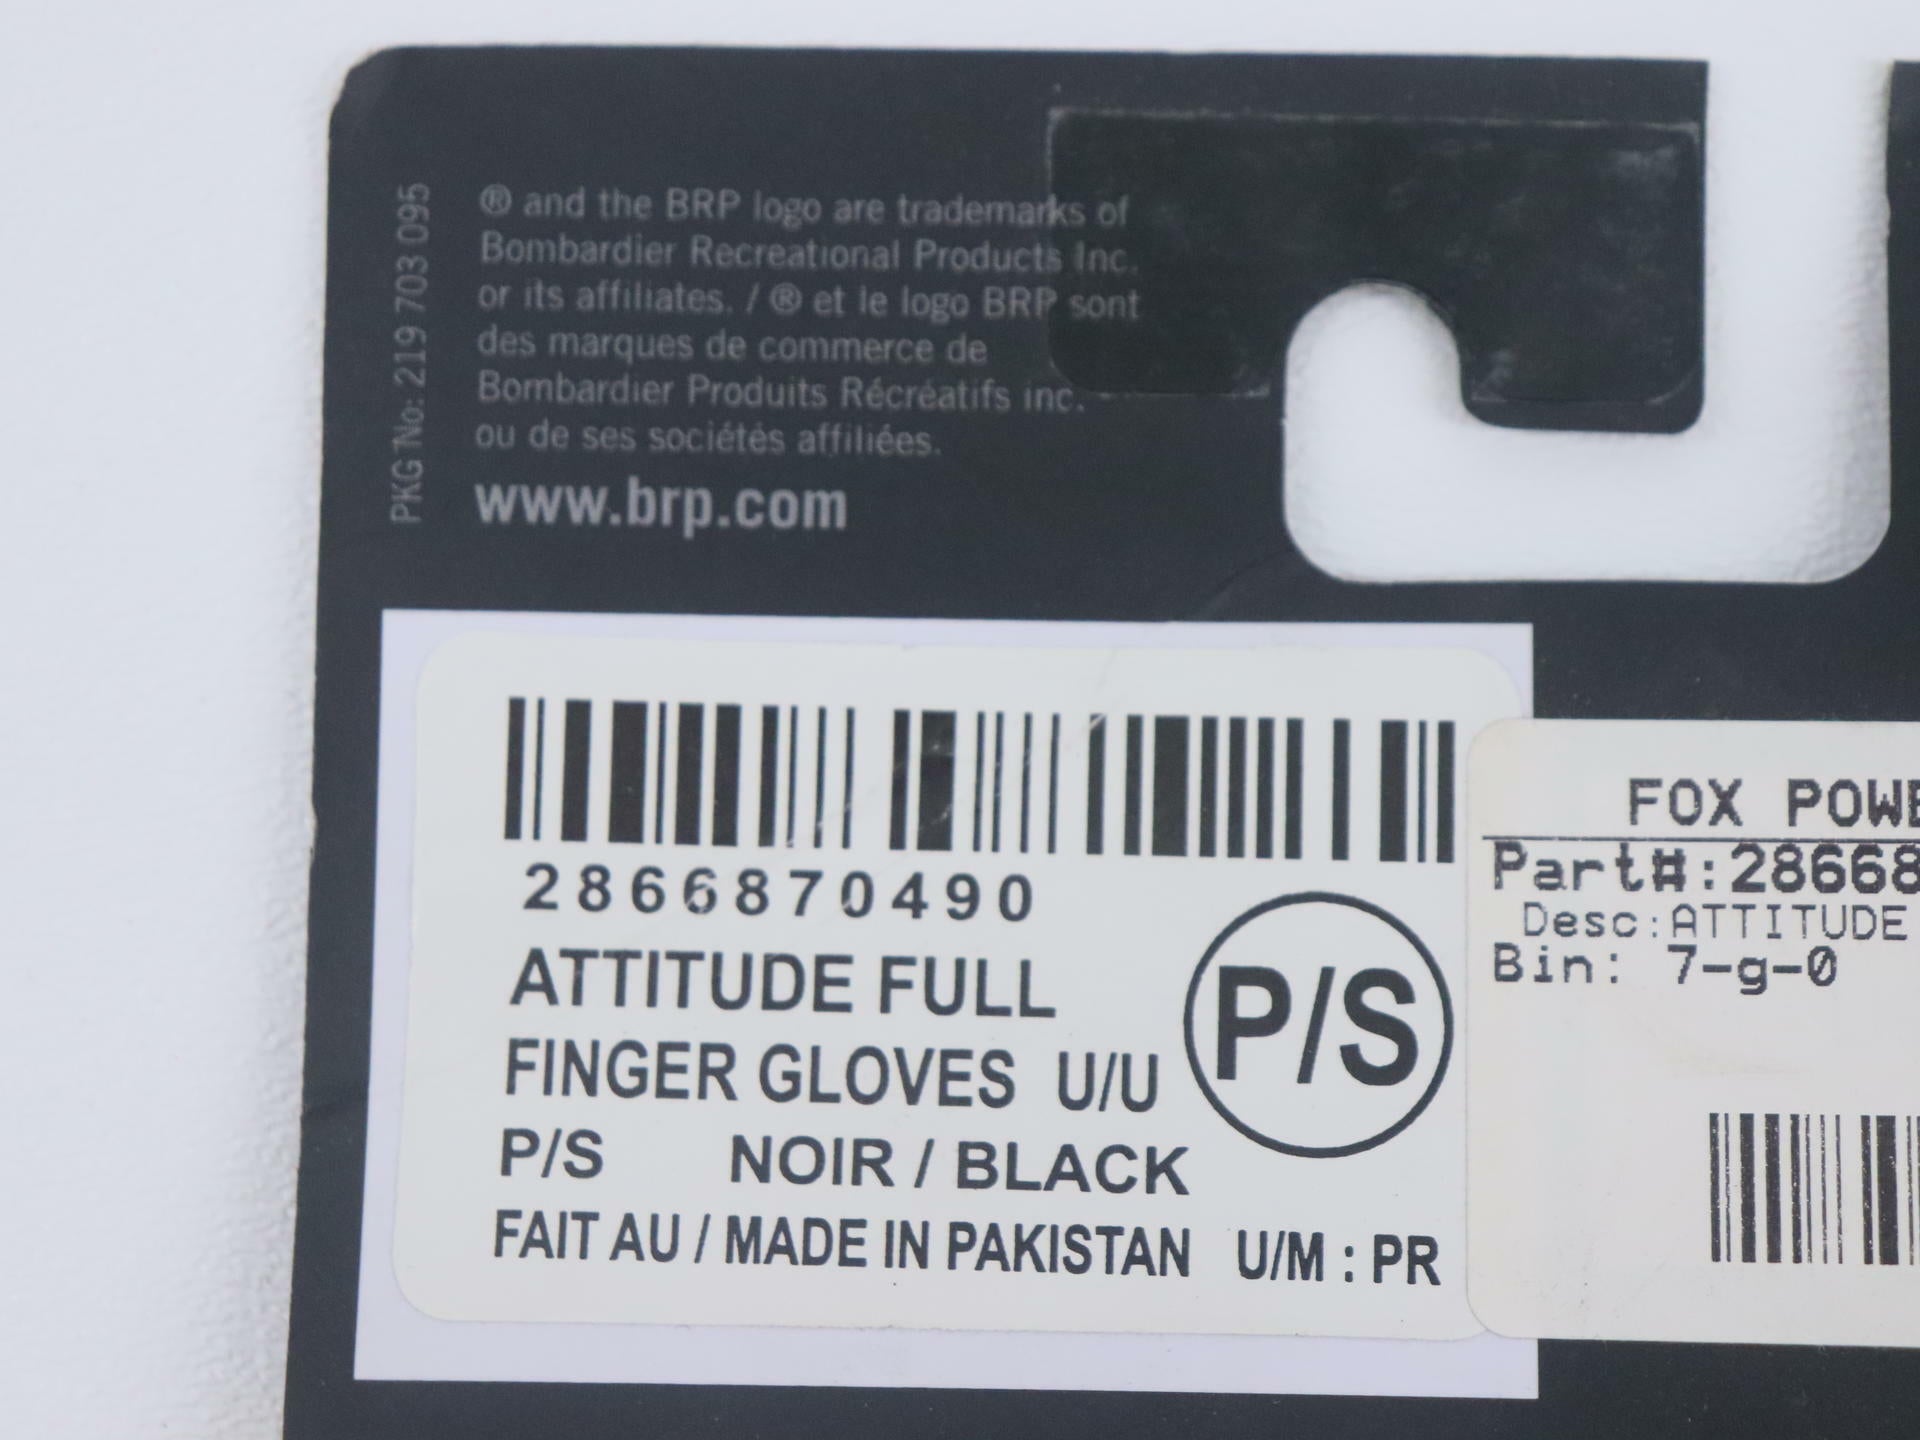 PKG No: 219 703 095
® and the BRP logo are trademarks of
Bombardier Recreational Products Inc.
or its affiliates. / ® et le logo BRP sont
des marques de commerce de
Bombardier Produits Récréatifs inc.
ou de ses sociétés affiliées.
www.brp.com
2866870490
ATTITUDE FULL
FINGER GLOVES U/U
P/S NOIR / BLACK
FAIT AU / MADE IN PAKISTAN U/M : PR
P/S
FOX POWE
Part#:28668
Desc:ATTITUDE
Bin: 7-g-0